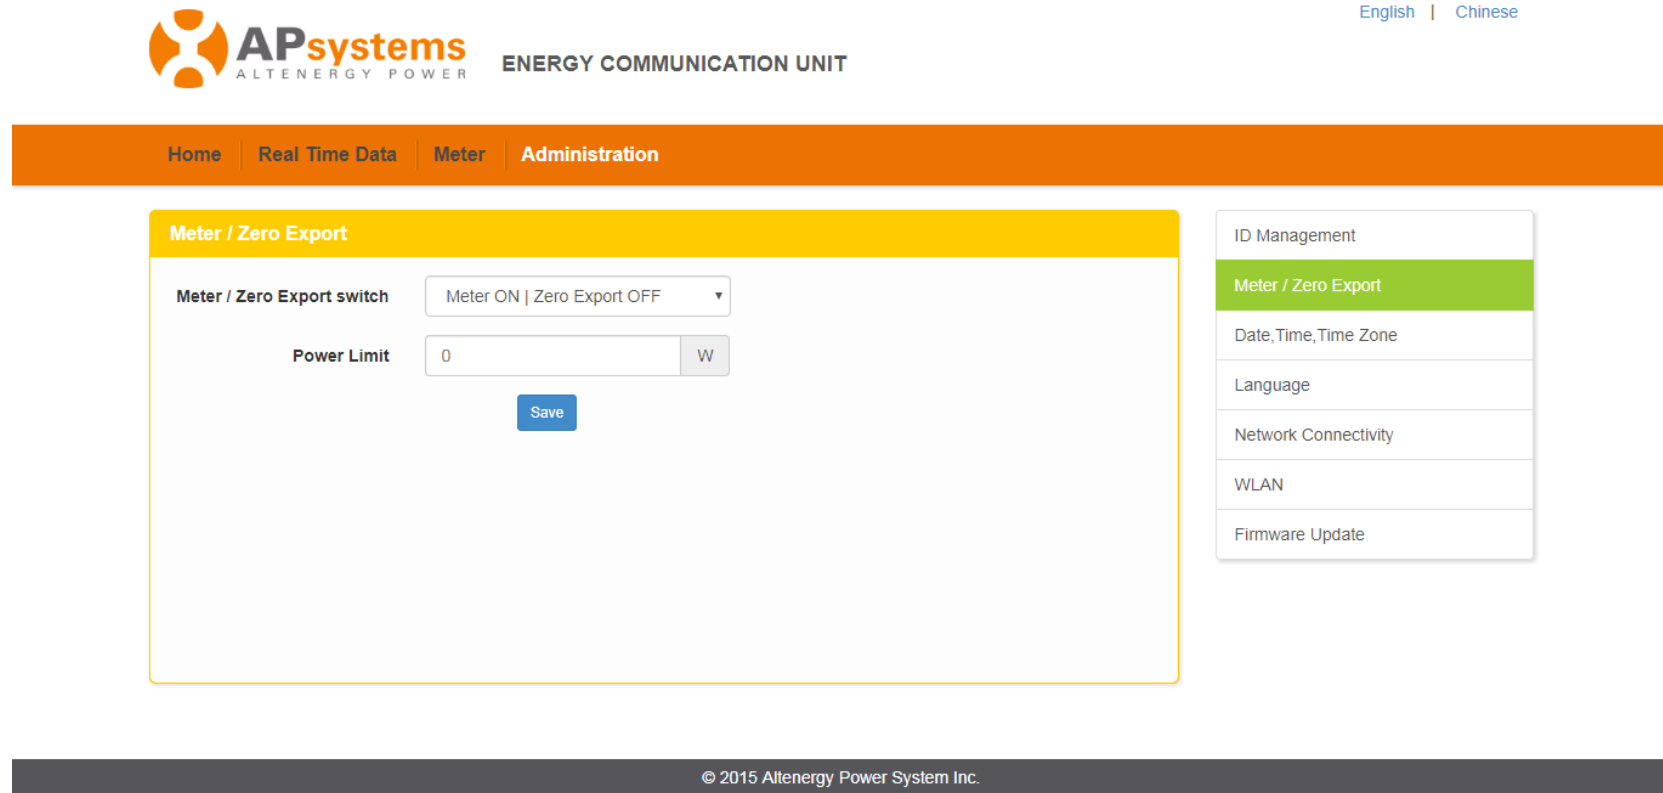 English | Chinese
APsystems
ALTENERGY POWER
ENERGY COMMUNICATION UNIT
Home
Real Time Data
Meter
Administration
Meter / Zero Export
Meter / Zero Export switch
Meter ON | Zero Export OFF
Power Limit
0
W
Save
ID Management
Meter / Zero Export
Date,Time,Time Zone
Language
Network Connectivity
WLAN
Firmware Update
© 2015 Altenergy Power System Inc.